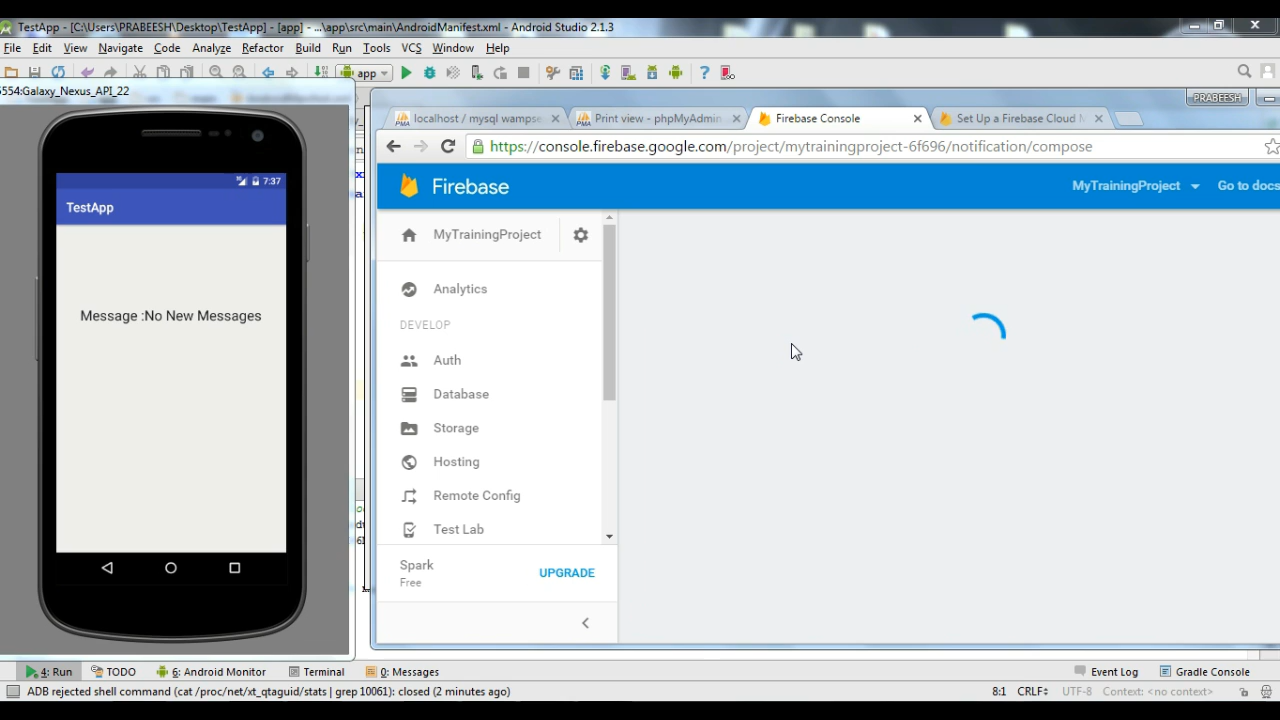 TestApp - [C:\Users\PRABEESH\Desktop\TestApp] - [app] - ...\app\src\main\AndroidManifest.xml - Android Studio 2.1.3
File Edit View Navigate Code Analyze Refactor Build Run Tools VCS Window Help
app
554:Galaxy_Nexus_API_22
7:37
TestApp
Message :No New Messages
PRABEESH
localhost / mysql wampse
Print view - phpMyAdmin
Firebase Console
Set Up a Firebase Cloud
https://console.firebase.google.com/project/mytrainingproject-6f696/notification/compose
Firebase
MyTrainingProject
Go to docs
MyTrainingProject
Analytics
DEVELOP
Auth
Database
Storage
Hosting
Remote Config
Test Lab
Spark
Free
UPGRADE
4: Run TODO 6: Android Monitor Terminal 0: Messages Event Log Gradle Console
ADB rejected shell command (cat /proc/net/xt_qtaguid/stats | grep 10061): closed (2 minutes ago) 8:1 CRLF UTF-8 Context: <no context>